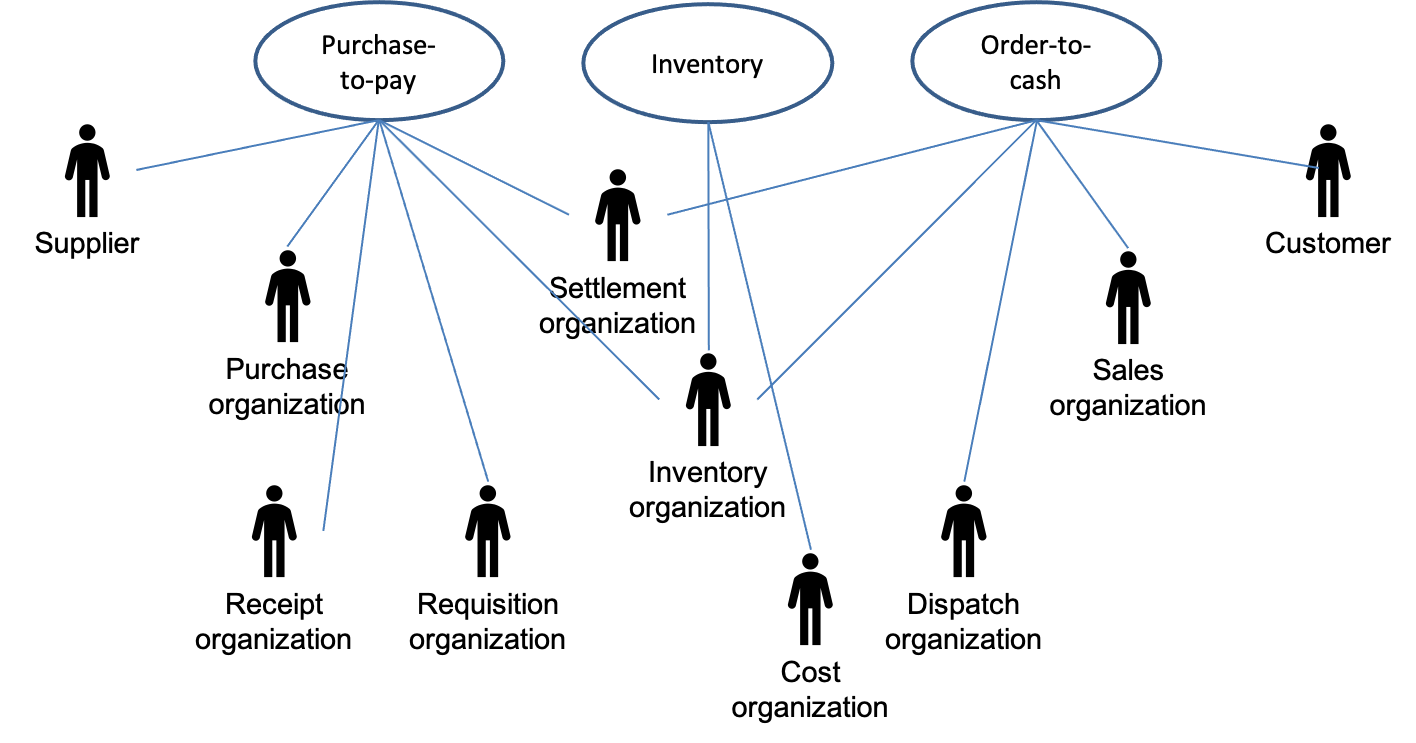 Purchase-
to-pay
Inventory
Order-to-
cash
Supplier
Customer
Settlement
organization
Purchase
organization
Sales
organization
Inventory
organization
Receipt
organization
Requisition
organization
Dispatch
organization
Cost
organization